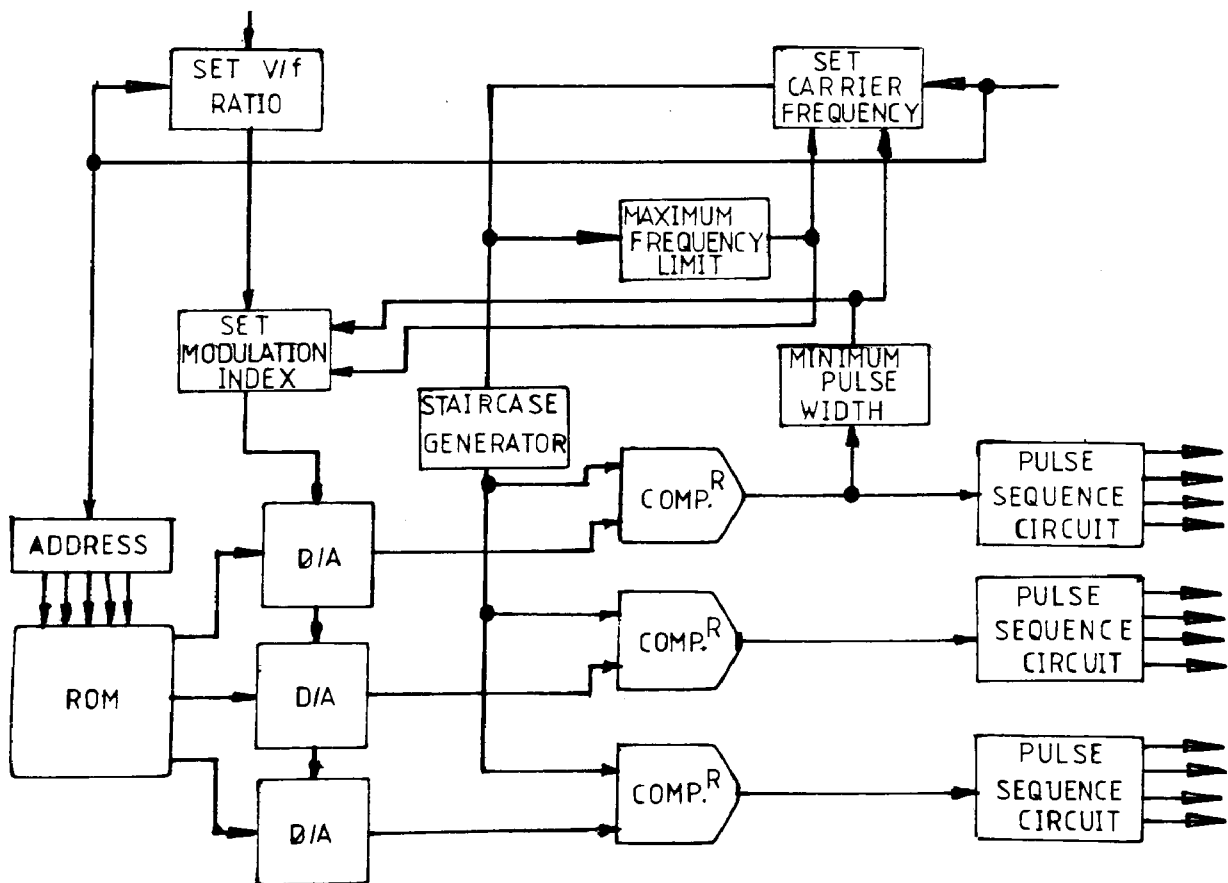 SET V/f
RATIO
SET
CARRIER
FREQUENCY
MAXIMUM
FREQUENCY
LIMIT
SET
MODULATION
INDEX
MINIMUM
PULSE
WIDTH
STAIRCASE
GENERATOR
COMP.R
PULSE
SEQUENCE
CIRCUIT
ADDRESS
D/A
COMP.R
PULSE
SEQUENCE
CIRCUIT
ROM
D/A
COMP.R
PULSE
SEQUENCE
CIRCUIT
D/A